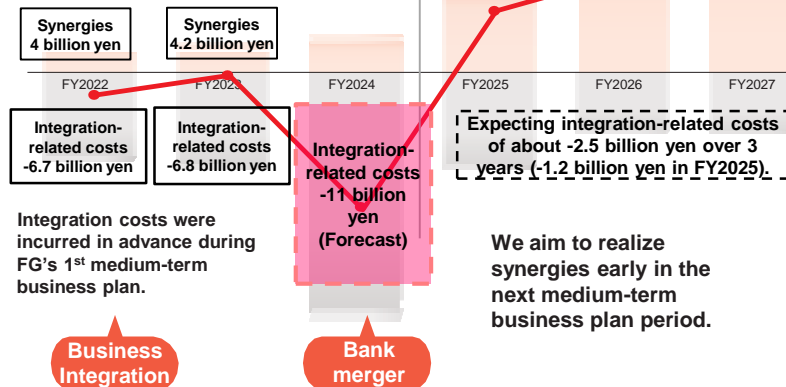 Synergies
4 billion yen
Synergies
4.2 billion yen
FY2022
FY2023
FY2024
FY2025
FY2026
FY2027
Integration-
related costs
-6.7 billion yen
Integration-
related costs
-6.8 billion yen
Integration-
related costs
-11 billion
yen
(Forecast)
Expecting integration-related costs
of about -2.5 billion yen over 3
years (-1.2 billion yen in FY2025).
Integration costs were
incurred in advance during
FG's 1st medium-term
business plan.
We aim to realize
synergies early in the
next medium-term
business plan period.
Business
Integration
Bank
merger